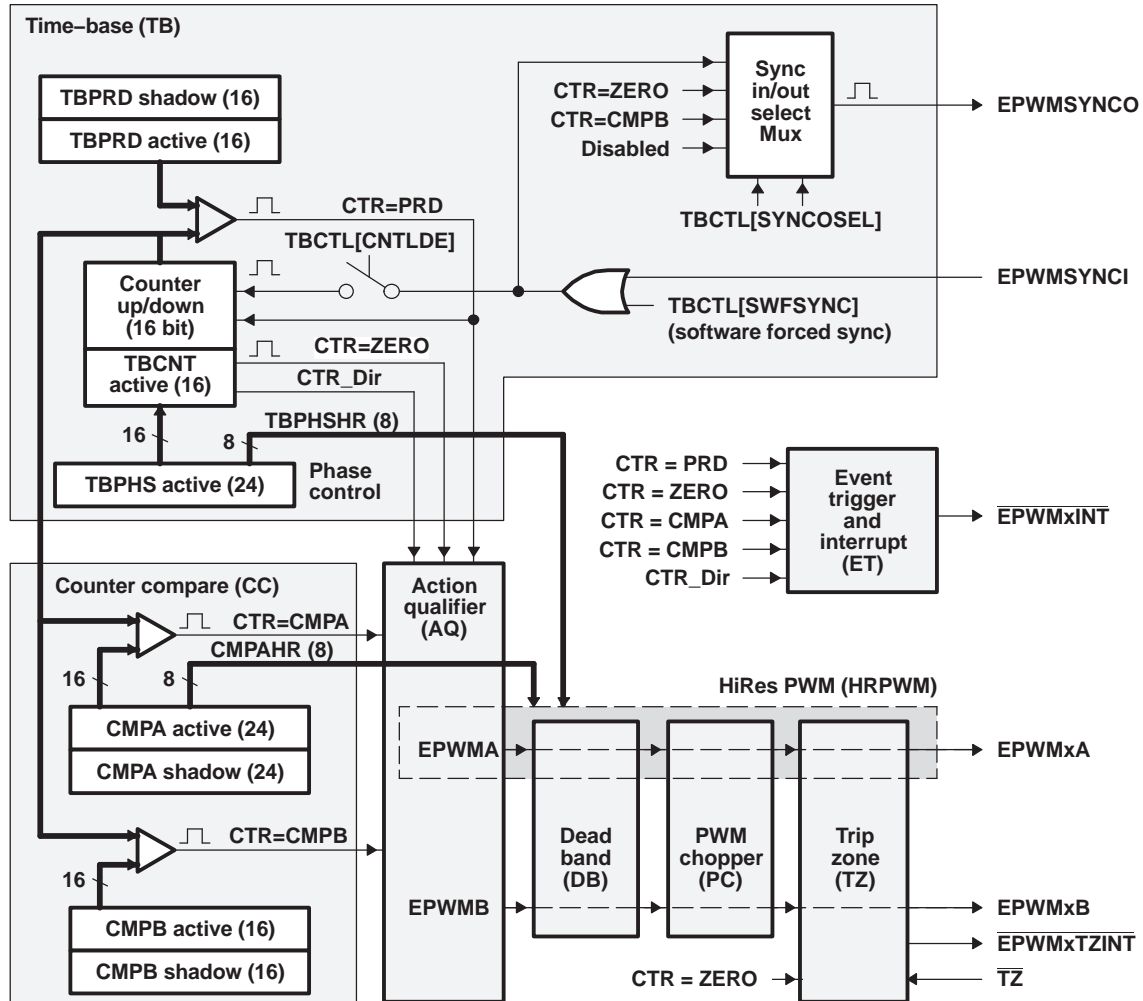 Time–base (TB)
TBPRD shadow (16)
TBPRD active (16)
CTR=ZERO
CTR=CMPB
Disabled
Sync
in/out
select
Mux
EPWMSYNCO
TBCTL[SYNCOSEL]
CTR=PRD
TBCTL[CNTLDE]
EPWMSYNCI
TBCTL[SWFSYNC]
(software forced sync)
Counter
up/down
(16 bit)
TBCNT
active (16)
CTR=ZERO
CTR_Dir
16
8
TBPHSHR (8)
TBPHS active (24)
Phase
control
CTR = PRD
CTR = ZERO
CTR = CMPA
CTR = CMPB
CTR_Dir
Event
trigger
and
interrupt
(ET)
EPWMxINT
Counter compare (CC)
Action
qualifier
(AQ)
CTR=CMPA
CMPAHR (8)
16
8
CMPA active (24)
CMPA shadow (24)
HiRes PWM (HRPWM)
EPWMA
EPWMxA
CTR=CMPB
16
CMPB active (16)
CMPB shadow (16)
Dead
band
(DB)
PWM
chopper
(PC)
Trip
zone
(TZ)
EPWMB
EPWMxB
EPWMxTZINT
CTR = ZERO
TZ